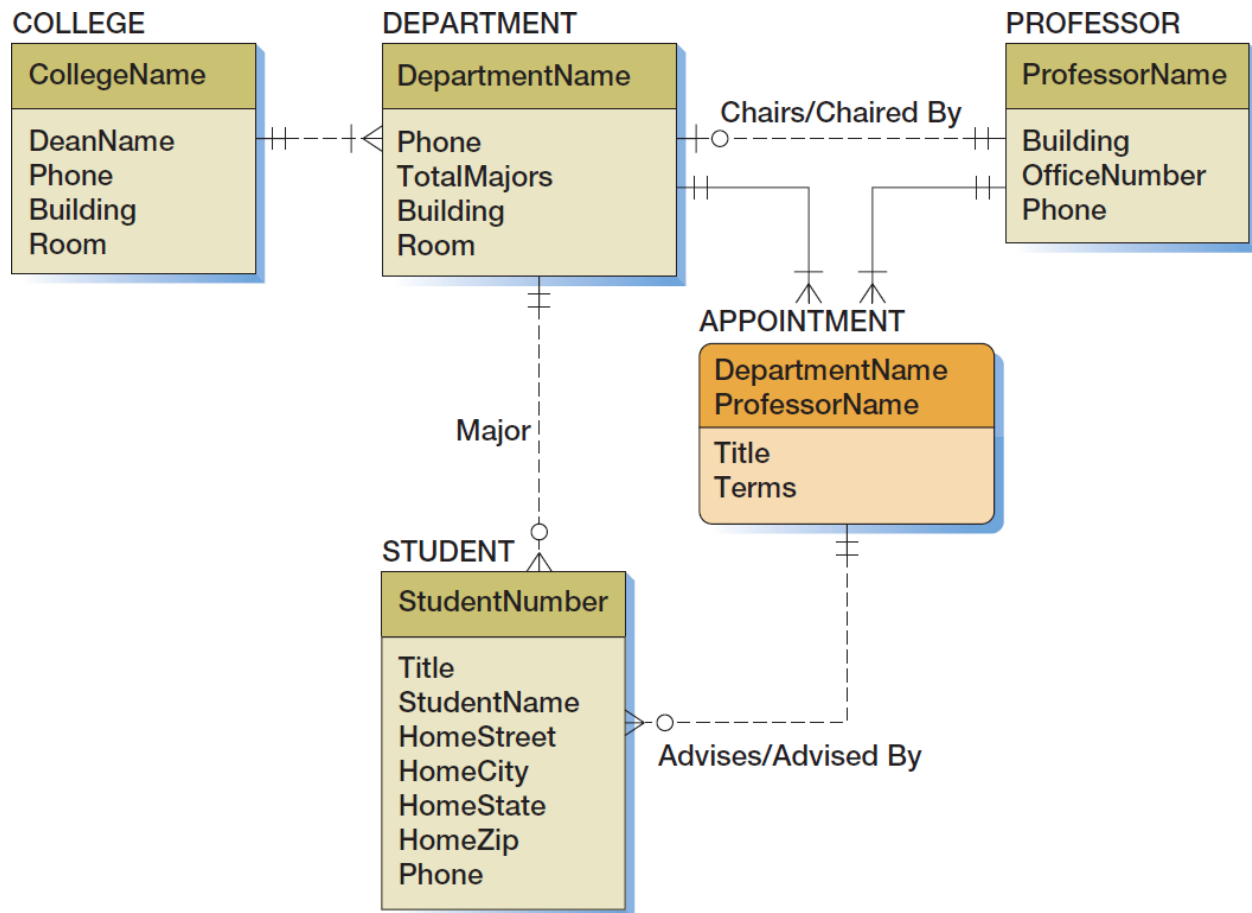 COLLEGE
CollegeName
DeanName
Phone
Building
Room
DEPARTMENT
DepartmentName
Phone
TotalMajors
Building
Room
Chairs/Chaired By
PROFESSOR
ProfessorName
Building
OfficeNumber
Phone
APPOINTMENT
DepartmentName
ProfessorName
Title
Terms
Major
STUDENT
StudentNumber
Title
StudentName
HomeStreet
HomeCity
HomeState
HomeZip
Phone
Advises/Advised By